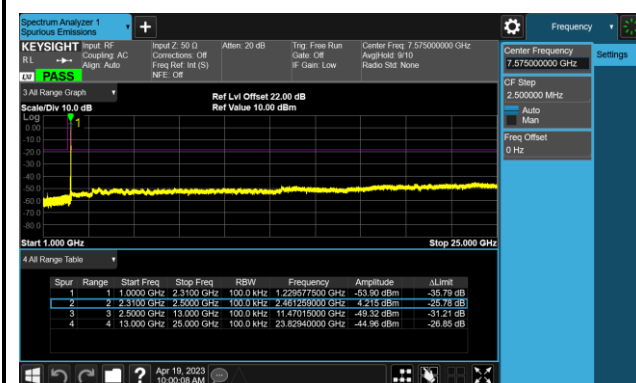 Spectrum Analyzer 1
Spurious Emissions
+
Frequency
KEYSIGHT Input: RF Input Z: 50 Ω Atten: 20 dB Trig: Free Run Center Freq: 7.575000000 GHz
RL Coupling: AC Corrections: Off Gate: Off Avg|Hold: 9/10
Align: Auto Freq Ref: Int (S) IF Gain: Low Radio Std: None
NFE: Off
LXI PASS
Center Frequency
7.575000000 GHz
Settings
CF Step
2.500000 MHz
Auto
Man
Freq Offset
0 Hz
3 All Range Graph
Ref Lvl Offset 22.00 dB
Scale/Div 10.0 dB Ref Value 10.00 dBm
Log
1
0.00
-10.0
-20.0
-30.0
-40.0
-50.0
-60.0
-70.0
-80.0
Start 1.000 GHz Stop 25.000 GHz
4 All Range Table
Spur Range Start Freq Stop Freq RBW Frequency Amplitude ΔLimit
1 1 1.0000 GHz 2.3100 GHz 100.0 kHz 1.229577500 GHz -53.90 dBm -35.79 dB
2 2 2.3100 GHz 2.5000 GHz 100.0 kHz 2.461259000 GHz 4.215 dBm -25.78 dB
3 3 2.5000 GHz 13.000 GHz 100.0 kHz 11.47015000 GHz -49.32 dBm -31.21 dB
4 4 13.000 GHz 25.000 GHz 100.0 kHz 23.82940000 GHz -44.96 dBm -26.85 dB
? Apr 19, 2023
10:00:08 AM